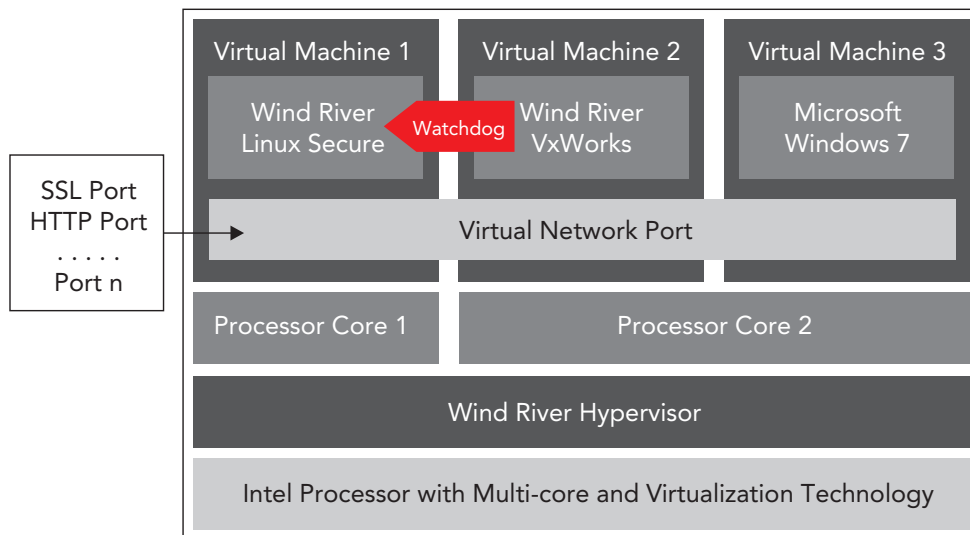 Virtual Machine 1
Virtual Machine 2
Virtual Machine 3
Wind River
Linux Secure
Watchdog
Wind River
VxWorks
Microsoft
Windows 7
SSL Port
HTTP Port
. . . . .
Port n
Virtual Network Port
Processor Core 1
Processor Core 2
Wind River Hypervisor
Intel Processor with Multi-core and Virtualization Technology